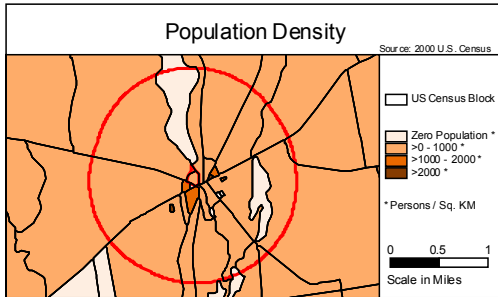 Population Density
Source: 2000 U.S. Census
US Census Block
Zero Population *
>0 - 1000 *
>1000 - 2000 *
>2000 *
* Persons / Sq. KM
0 0.5 1
Scale in Miles